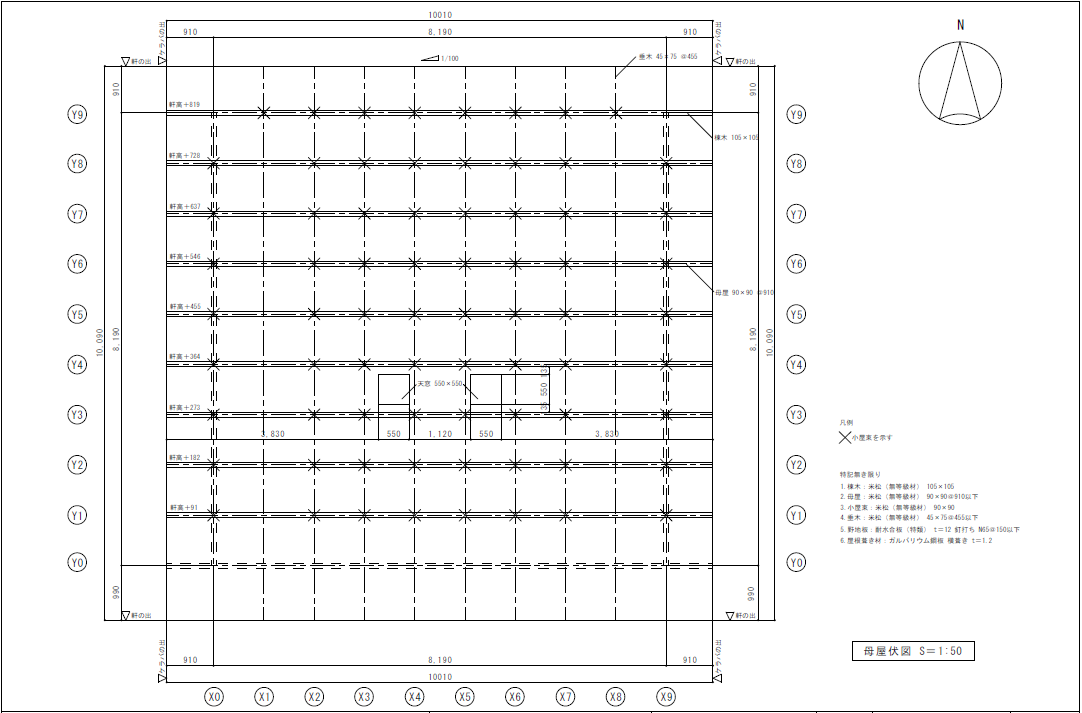 10010
910 8,190 910
ケラバの出 ケラバの出
N
軒の出 1/100 垂木 45×75 @455 軒の出
910 910
Y9 軒高+819 Y9
棟木 105×105
Y8 軒高+728 Y8
Y7 軒高+637 Y7
Y6 軒高+546 Y6
母屋 90×90 @910
Y5 軒高+455 Y5
10,090 8,190 8,190 10,090
Y4 軒高+364 Y4
天窓 550×550
550
35
Y3 軒高+273 Y3
3,830 550 1,120 550 3,830
Y2 軒高+182 Y2
Y1 軒高+91 Y1
Y0 Y0
990 990
軒の出 軒の出
ケラバの出 ケラバの出
910 8,190 910
10010
X0 X1 X2 X3 X4 X5 X6 X7 X8 X9
凡例
小屋束を示す
特記無き限り
1.棟木:米松(無等級材) 105×105
2.母屋:米松(無等級材) 90×90@910以下
3.小屋束:米松(無等級材) 90×90
4.垂木:米松(無等級材) 45×75@455以下
5.野地板:耐水合板(特類) t=12 釘打ち N65@150以下
6.屋根葺き材:ガルバリウム鋼板 横葺き t=1.2
母屋伏図 S=1:50